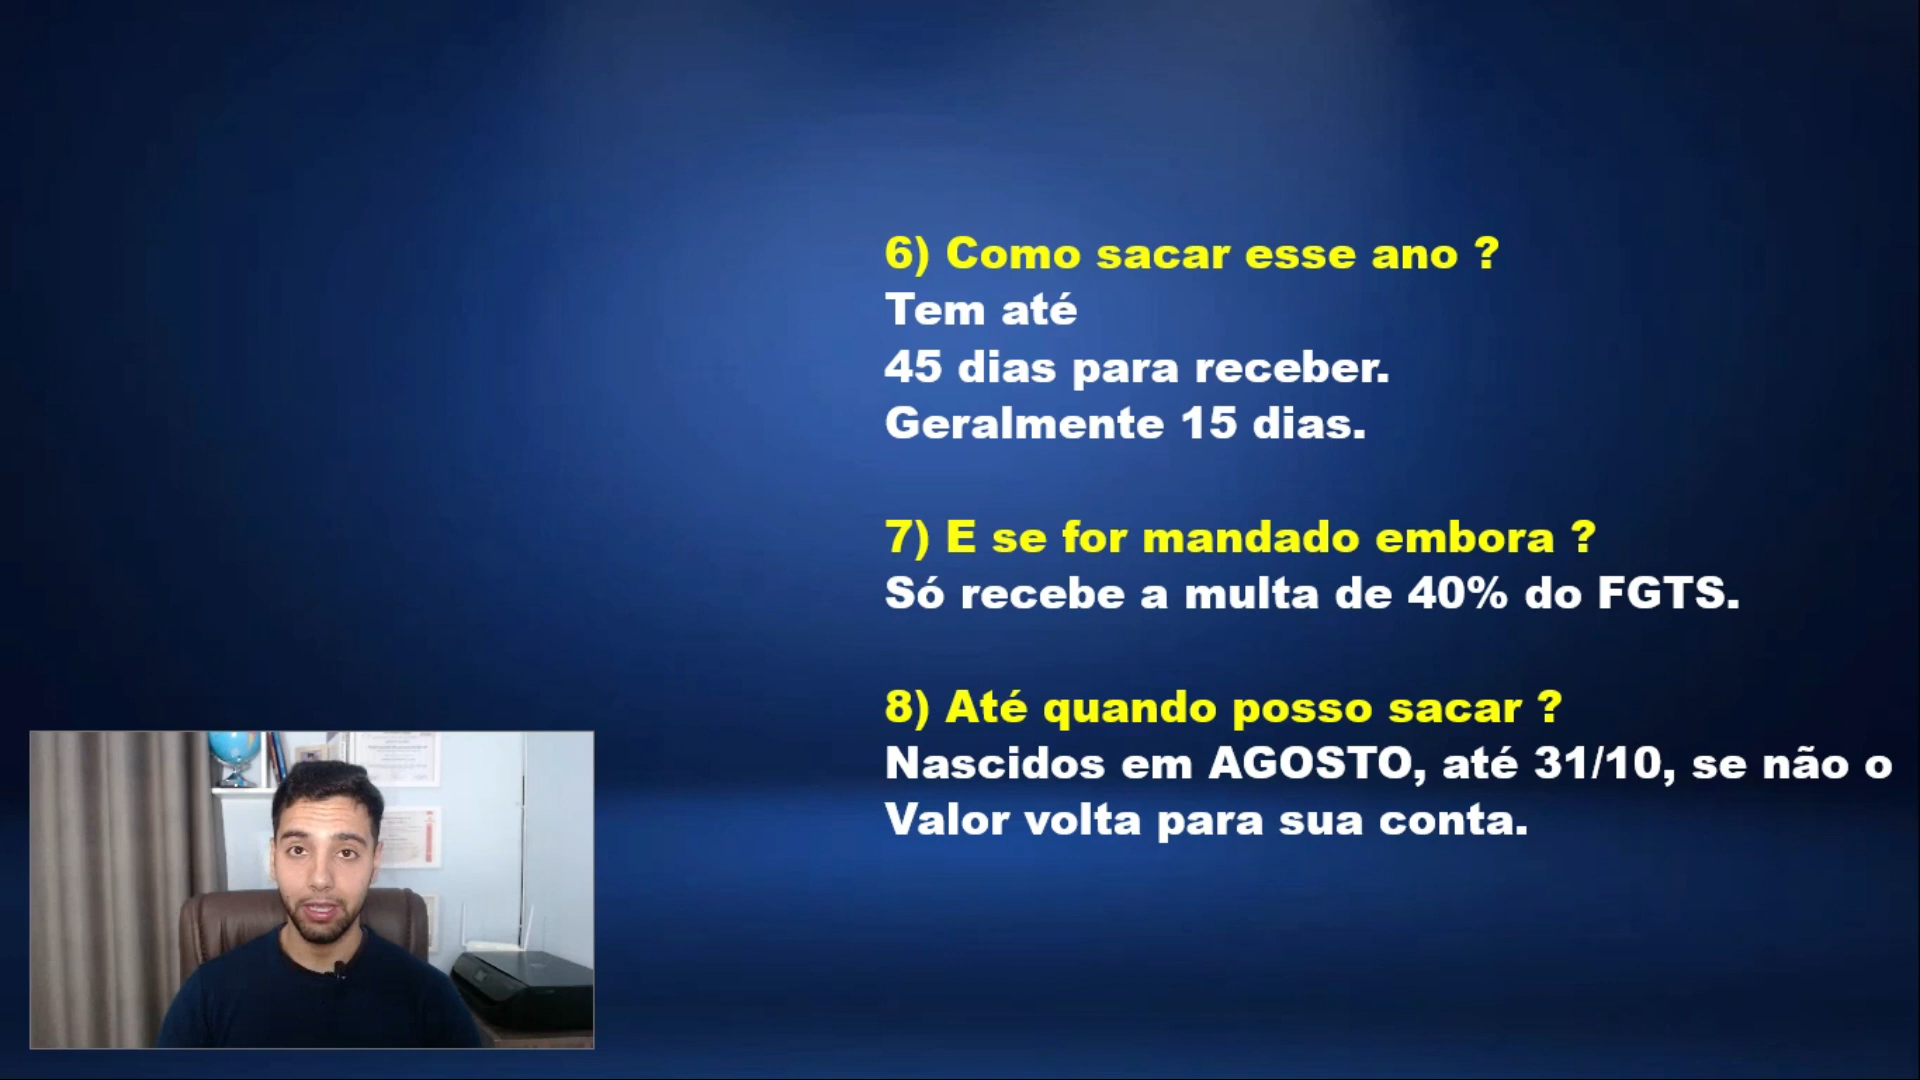 6) Como sacar esse ano ?
Tem até
45 dias para receber.
Geralmente 15 dias.
7) E se for mandado embora ?
Só recebe a multa de 40% do FGTS.
8) Até quando posso sacar ?
Nascidos em AGOSTO, até 31/10, se não o
Valor volta para sua conta.